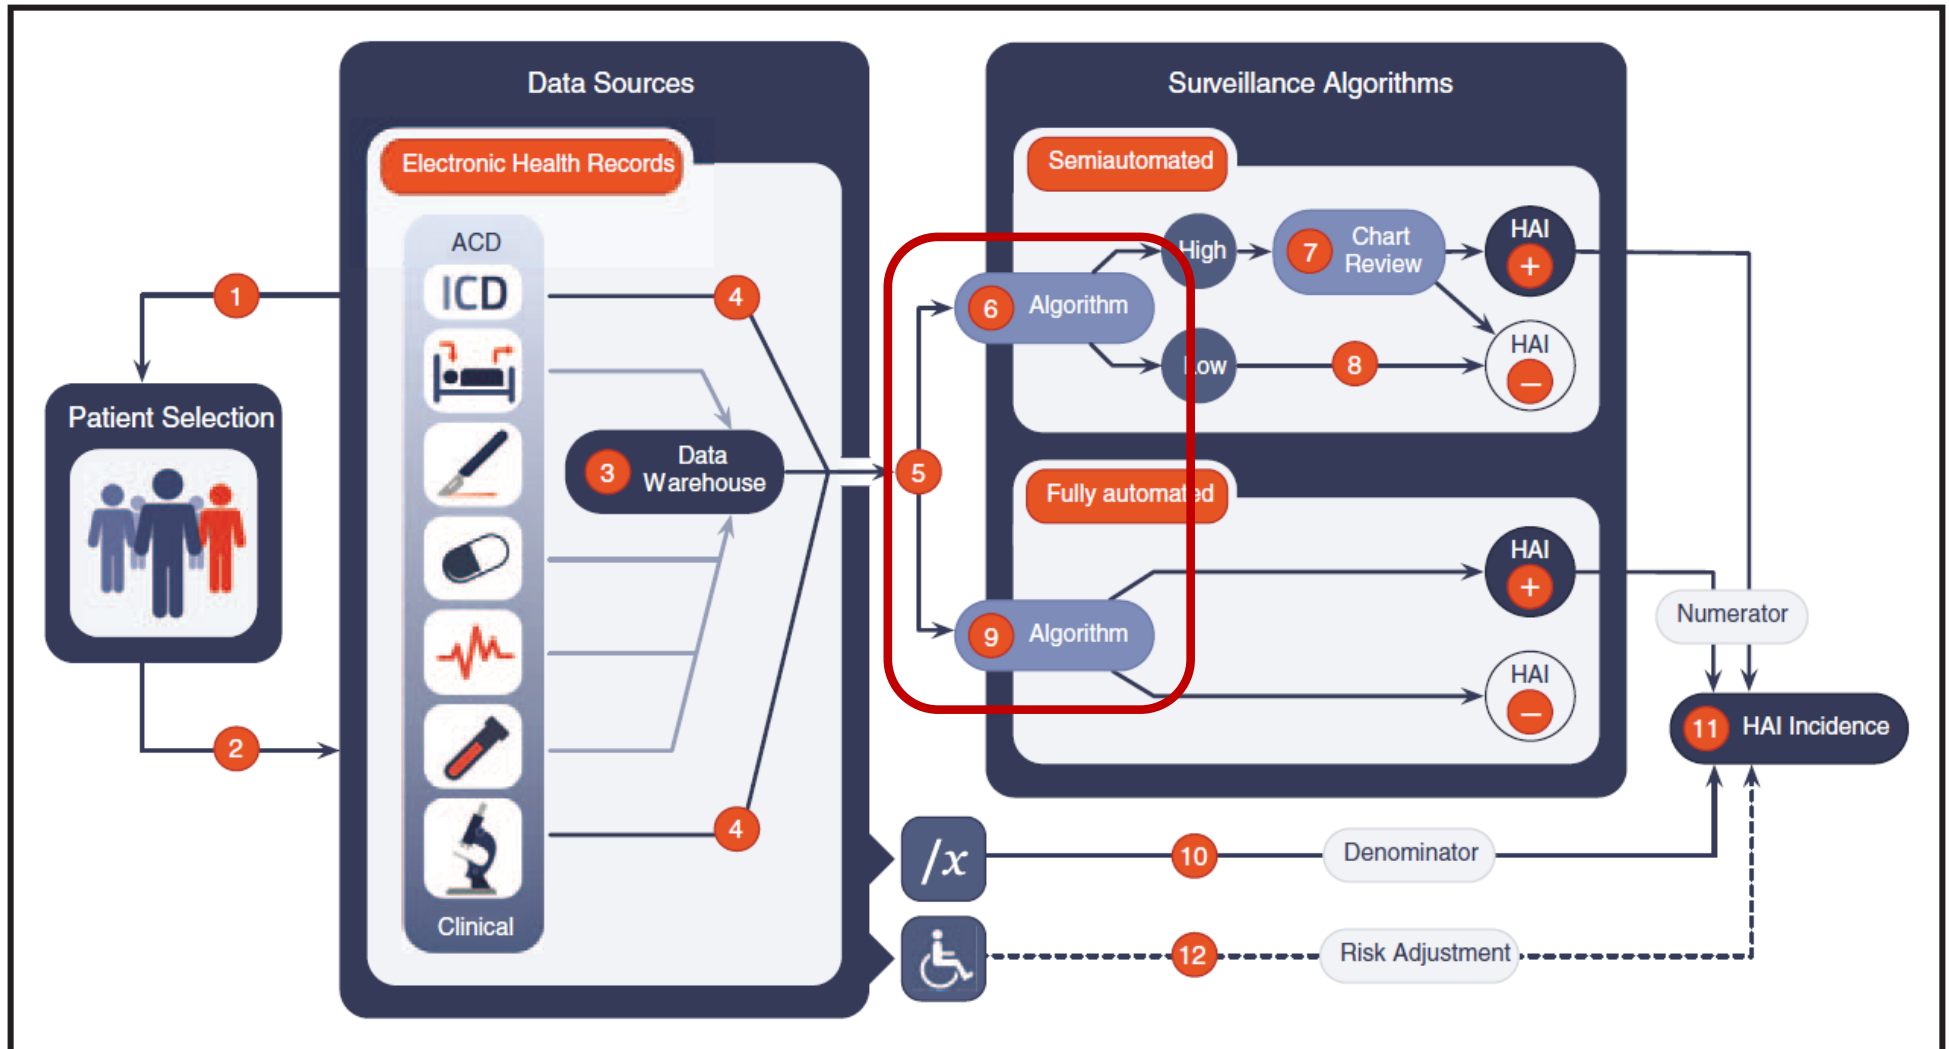 Data Sources
Surveillance Algorithms
Electronic Health Records
Semiautomated
ACD
ICD
1
4
High
7
Chart
Review
HAI
+
6
Algorithm
HAI
–
Low
8
Patient Selection
3
Data
Warehouse
5
Fully automated
HAI
+
Numerator
9
Algorithm
HAI
–
11
HAI Incidence
2
4
/x
10
Denominator
Clinical
12
Risk Adjustment